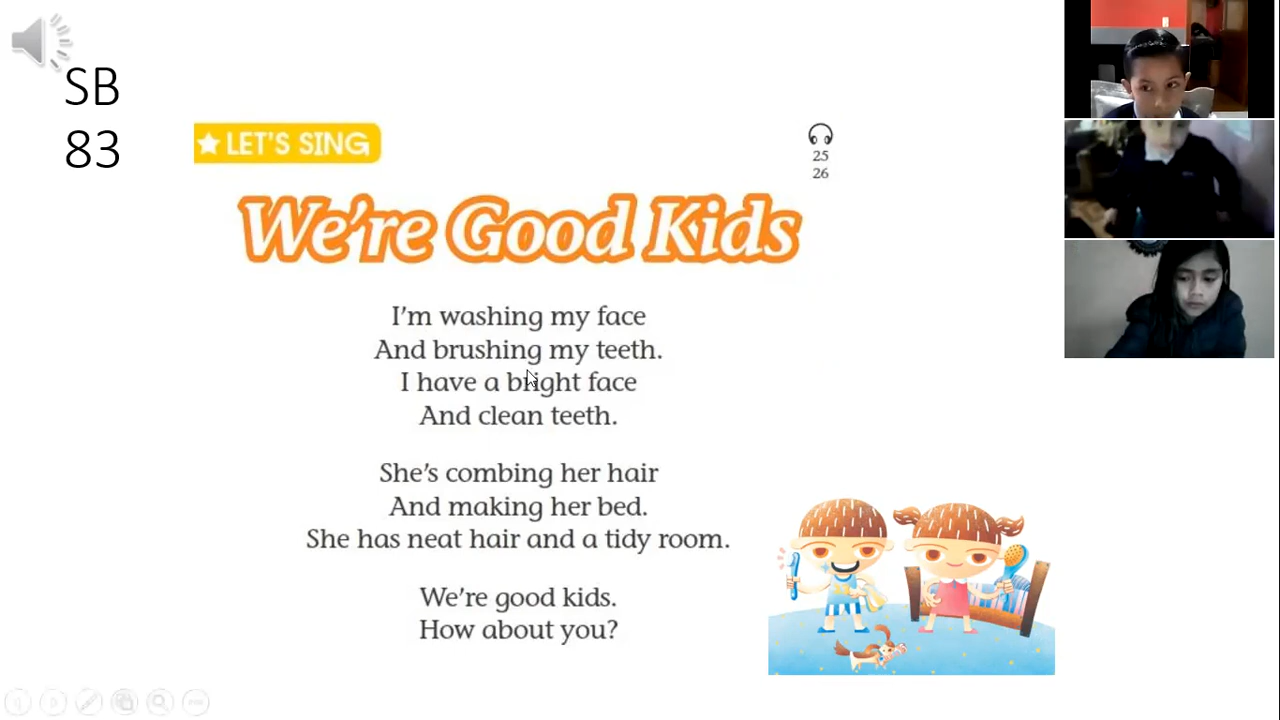 SB
83
LET'S SING
25
26
We're Good Kids
I'm washing my face
And brushing my teeth.
I have a bright face
And clean teeth.
She's combing her hair
And making her bed.
She has neat hair and a tidy room.
We're good kids.
How about you?